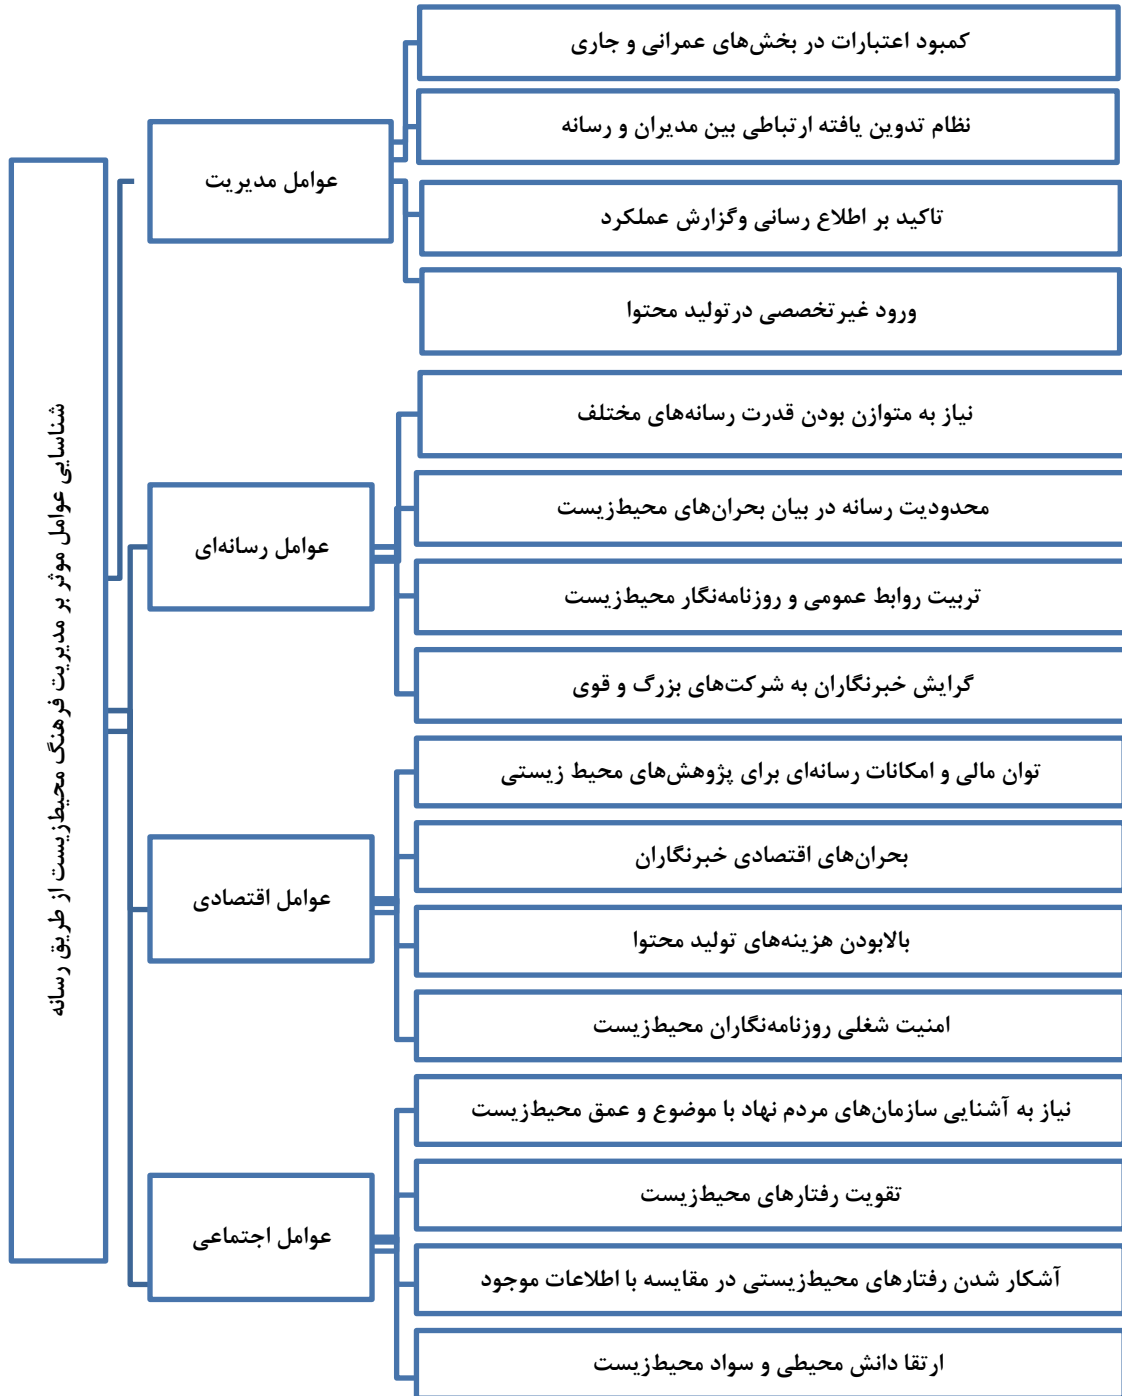 شناسایی عوامل موثر بر مدیریت فرهنگ محیط‌زیست از طریق رسانه
عوامل مدیریت
کمبود اعتبارات در بخش‌های عمرانی و جاری
نظام تدوین یافته ارتباطی بین مدیران و رسانه
تاکید بر اطلاع رسانی وگزارش عملکرد
ورود غیرتخصصی درتولید محتوا
عوامل رسانه‌ای
نیاز به متوازن بودن قدرت رسانه‌های مختلف
محدودیت رسانه در بیان بحران‌های محیط‌زیست
تربیت روابط عمومی و روزنامه‌نگار محیط‌زیست
گرایش خبرنگاران به شرکت‌های بزرگ و قوی
عوامل اقتصادی
توان مالی و امکانات رسانه‌ای برای پژوهش‌های محیط زیستی
بحران‌های اقتصادی خبرنگاران
بالابودن هزینه‌های تولید محتوا
امنیت شغلی روزنامه‌نگاران محیط‌زیست
عوامل اجتماعی
نیاز به آشنایی سازمان‌های مردم نهاد با موضوع و عمق محیط‌زیست
تقویت رفتارهای محیط‌زیست
آشکار شدن رفتارهای محیط‌زیستی در مقایسه با اطلاعات موجود
ارتقا دانش محیطی و سواد محیط‌زیست